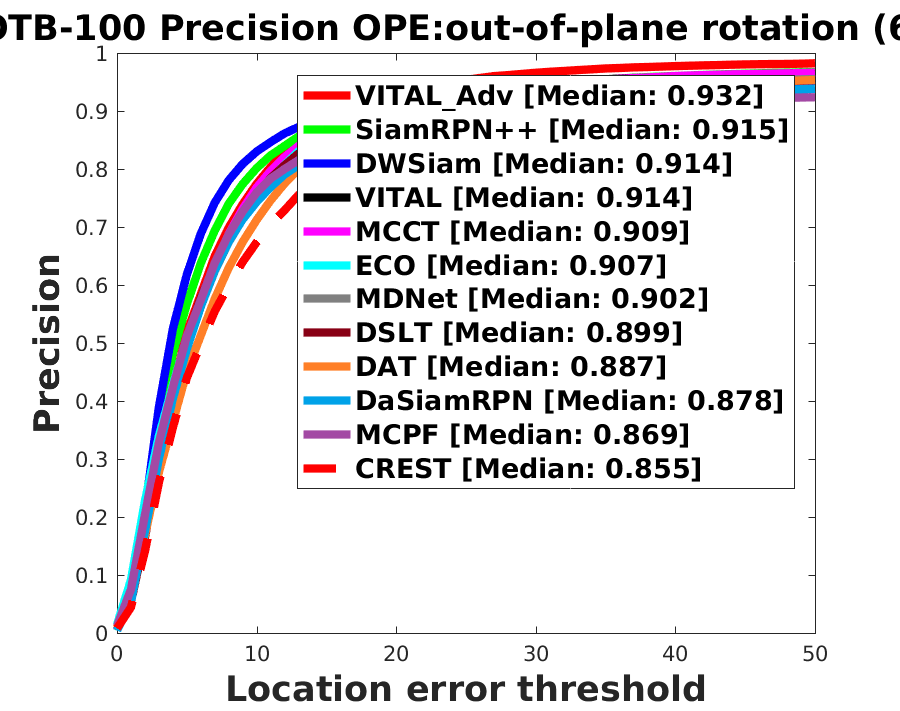 OTB-100 Precision OPE:out-of-plane rotation (6
1
0.9
0.8
0.7
0.6
0.5
0.4
0.3
0.2
0.1
0
Precision
VITAL_Adv [Median: 0.932]
SiamRPN++ [Median: 0.915]
DWSiam [Median: 0.914]
VITAL [Median: 0.914]
MCCT [Median: 0.909]
ECO [Median: 0.907]
MDNet [Median: 0.902]
DSLT [Median: 0.899]
DAT [Median: 0.887]
DaSiamRPN [Median: 0.878]
MCPF [Median: 0.869]
CREST [Median: 0.855]
0 10 20 30 40 50
Location error threshold